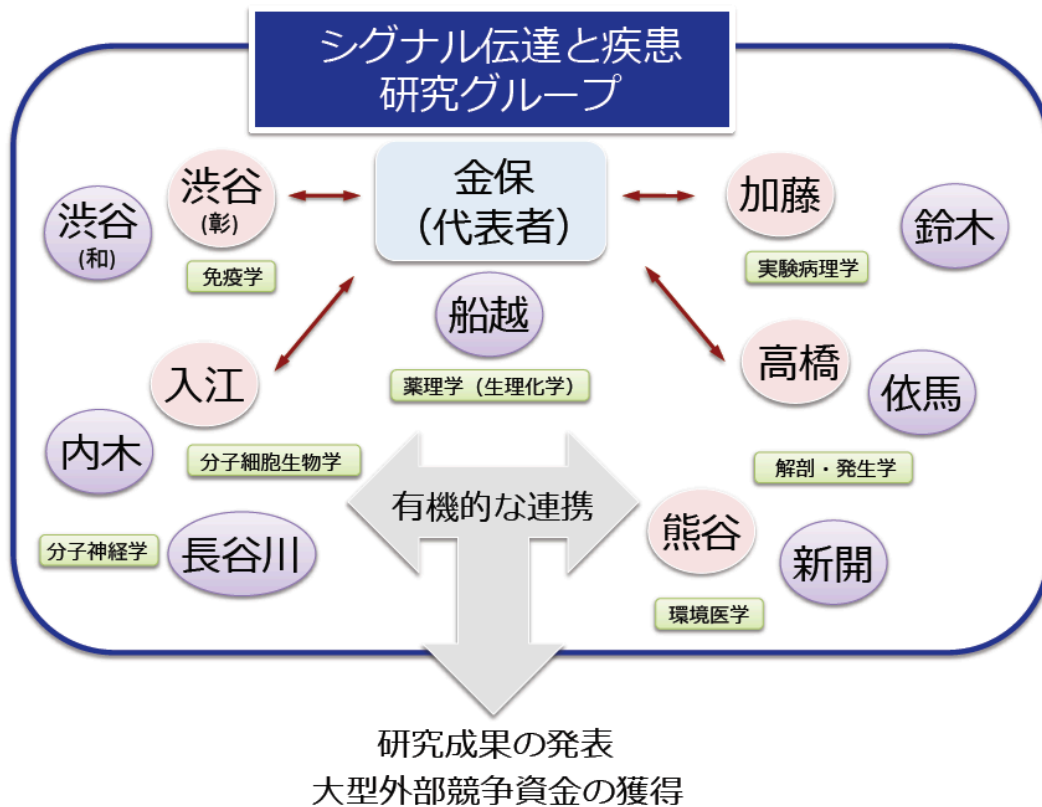 シグナル伝達と疾患
研究グループ
金保
（代表者）
渋谷
(彰)
渋谷
(和)
免疫学
加藤
鈴木
実験病理学
船越
薬理学（生理化学）
入江
内木
分子細胞生物学
高橋
依馬
解剖・発生学
分子神経学
長谷川
有機的な連携
熊谷
新開
環境医学
研究成果の発表
大型外部競争資金の獲得